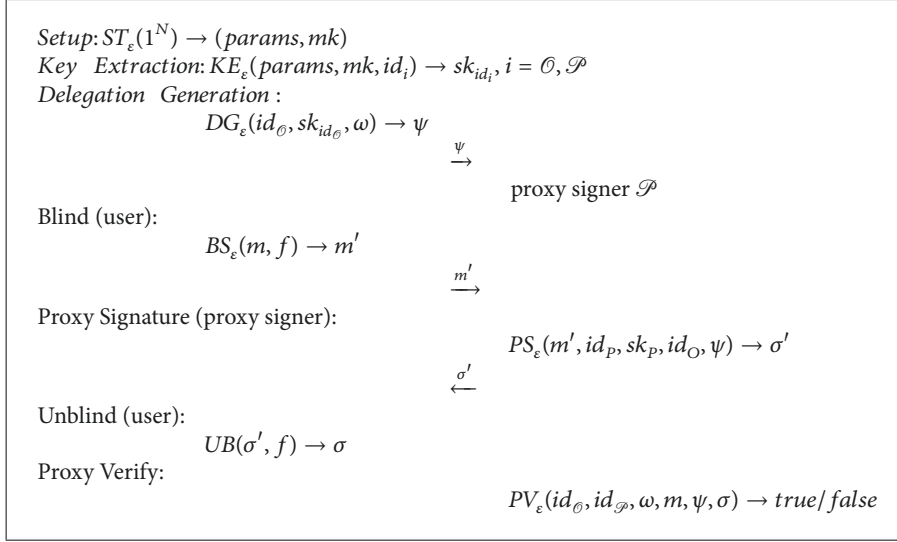 Setup: ST_ε(1^N) → (params, mk)
Key Extraction: KE_ε(params, mk, id_i) → sk_{id_i}, i = 𝒪, 𝒫
Delegation Generation :
DG_ε(id_𝒪, sk_{id_𝒪}, ω) → ψ
ψ
→
proxy signer 𝒫
Blind (user):
BS_ε(m, f) → m′
m′
→
Proxy Signature (proxy signer):
PS_ε(m′, id_P, sk_P, id_O, ψ) → σ′
σ′
←
Unblind (user):
UB(σ′, f) → σ
Proxy Verify:
PV_ε(id_𝒪, id_𝒫, ω, m, ψ, σ) → true/false